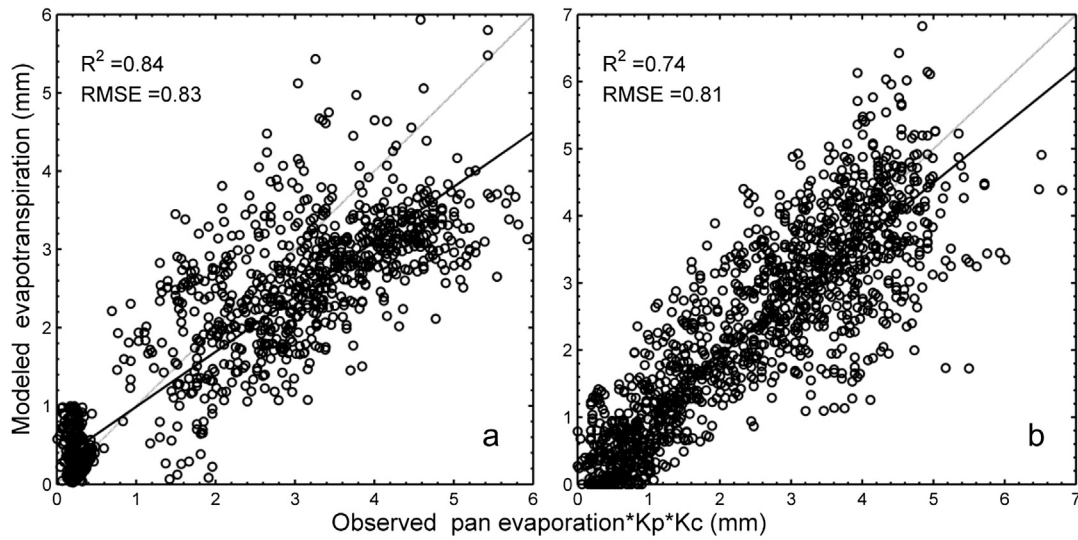 R² =0.84
RMSE =0.83
a
6
5
4
3
2
1
0
0 1 2 3 4 5 6
Modeled evapotranspiration (mm)
R² =0.74
RMSE =0.81
b
7
6
5
4
3
2
1
0
0 1 2 3 4 5 6 7
Observed pan evaporation*Kp*Kc (mm)